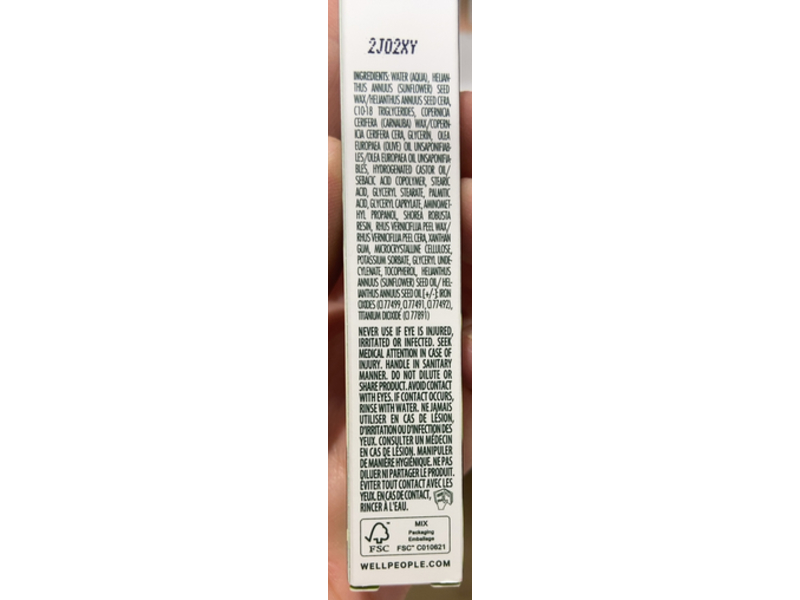 2J02XY
INGREDIENTS: WATER (AQUA), HELIAN-
THUS ANNUUS (SUNFLOWER) SEED
WAX/HELIANTHUS ANNUUS SEED CERA,
C10-18 TRIGLYCERIDES, COPERNICIA
CERIFERA (CARNAUBA) WAX/COPERN-
ICIA CERIFERA CERA, GLYCERIN, OLEA
EUROPAEA (OLIVE) OIL UNSAPONIFIAB-
LES/OLEA EUROPAEA OIL UNSAPONIFIA-
BLES, HYDROGENATED CASTOR OIL/
SEBACIC ACID COPOLYMER, STEARIC
ACID, GLYCERYL STEARATE, PALMITIC
ACID, GLYCERYL CAPRYLATE, AMINOMET-
HYL PROPANOL, SHOREA ROBUSTA
RESIN, RHUS VERNICIFLUA PEEL WAX/
RHUS VERNICIFLUA PEEL CERA, XANTHAN
GUM, MICROCRYSTALLINE CELLULOSE,
POTASSIUM SORBATE, GLYCERYL UNDE-
CYLENATE, TOCOPHEROL, HELIANTHUS
ANNUUS (SUNFLOWER) SEED OIL/ HEL-
IANTHUS ANNUUS SEED OIL [+/-]: IRON
OXIDES (CI 77499, CI 77491, CI 77492),
TITANIUM DIOXIDE (CI 77891)
NEVER USE IF EYE IS INJURED,
IRRITATED OR INFECTED. SEEK
MEDICAL ATTENTION IN CASE OF
INJURY. HANDLE IN SANITARY
MANNER. DO NOT DILUTE OR
SHARE PRODUCT. AVOID CONTACT
WITH EYES. IF CONTACT OCCURS,
RINSE WITH WATER. NE JAMAIS
UTILISER EN CAS DE LÉSION,
D'IRRITATION OU D'INFECTION DES
YEUX. CONSULTER UN MÉDECIN
EN CAS DE LÉSION. MANIPULER
DE MANIÈRE HYGIÉNIQUE. NE PAS
DILUER NI PARTAGER LE PRODUIT.
ÉVITER TOUT CONTACT AVEC LES
YEUX. EN CAS DE CONTACT,
RINCER À L'EAU.
MIX
Packaging
Emballage
FSC FSC™ C010621
WELLPEOPLE.COM